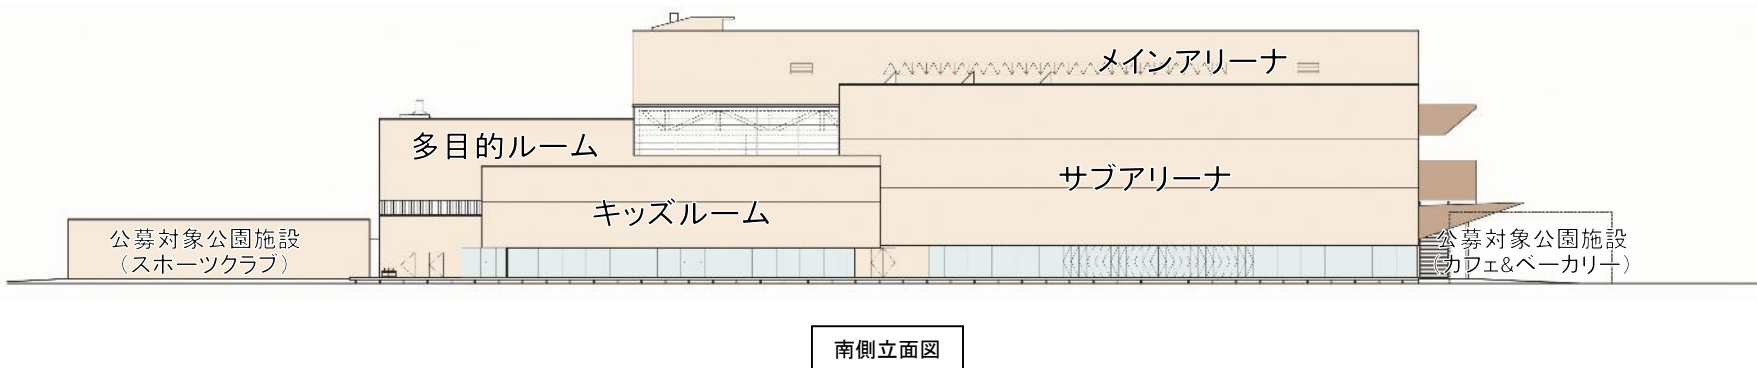 メインアリーナ
多目的ルーム
サブアリーナ
キッズルーム
公募対象公園施設
（スポーツクラブ）
公募対象公園施設
（カフェ&ベーカリー）
南側立面図